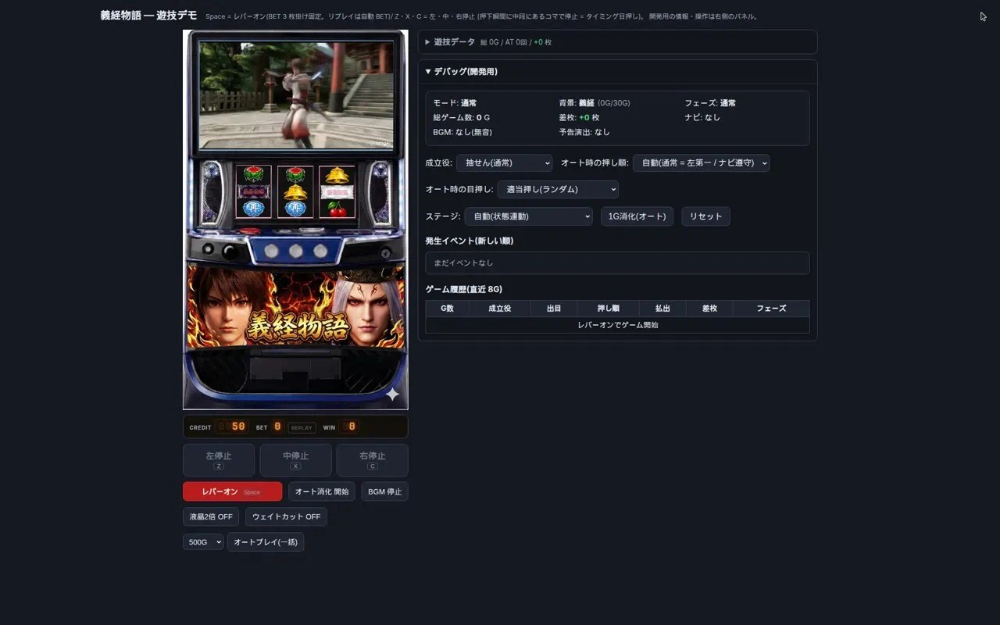 義経物語 — 遊技デモ
Space = レバーオン(BET 3 枚掛け固定。リプレイは自動 BET)/ Z・X・C = 左・中・右停止 (押下瞬間に中段にあるコマで停止 = タイミング目押し)。 開発用の情報・操作は右側のパネル。
▶ 遊技データ 総 0G / AT 0回 / +0 枚
▼ デバッグ(開発用)
モード: 通常
背景: 義経 (0G/30G)
フェーズ: 通常
総ゲーム数: 0 G
差枚: +0 枚
ナビ: なし
BGM: なし(無音)
予告演出: なし
成立役: 抽せん(通常)
オート時の押し順: 自動(通常 = 左第一 / ナビ遵守)
オート時の目押し: 適当押し(ランダム)
ステージ: 自動(状態連動)
1G消化(オート)
リセット
発生イベント(新しい順)
まだイベントなし
ゲーム履歴(直近 8G)
G数 成立役 出目 押し順 払出 差枚 フェーズ
レバーオンでゲーム開始
再 再
義経物語
CREDIT 50 BET 0 REPLAY WIN 0
左停止 中停止 右停止
Z X C
レバーオン Space
オート消化 開始
BGM 停止
液晶2倍 OFF
ウェイトカット OFF
500G
オートプレイ(一括)